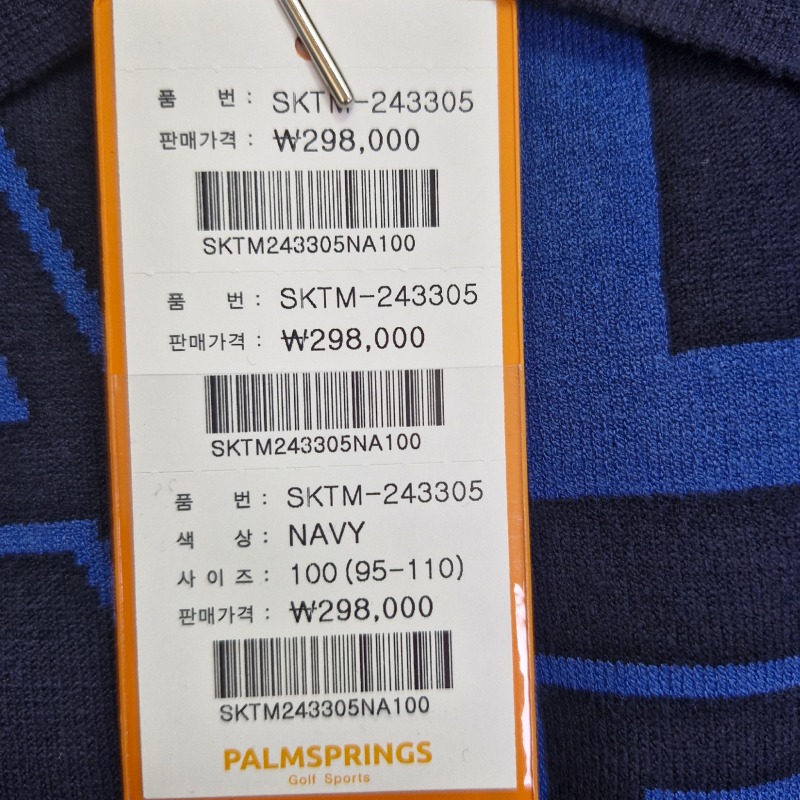 품 번 : SKTM-243305
판매가격 : ₩298,000
SKTM243305NA100
품 번 : SKTM-243305
판매가격 : ₩298,000
SKTM243305NA100
품 번 : SKTM-243305
색 상 : NAVY
사 이 즈 : 100(95-110)
판매가격 : ₩298,000
SKTM243305NA100
PALMSPRINGS
Golf Sports